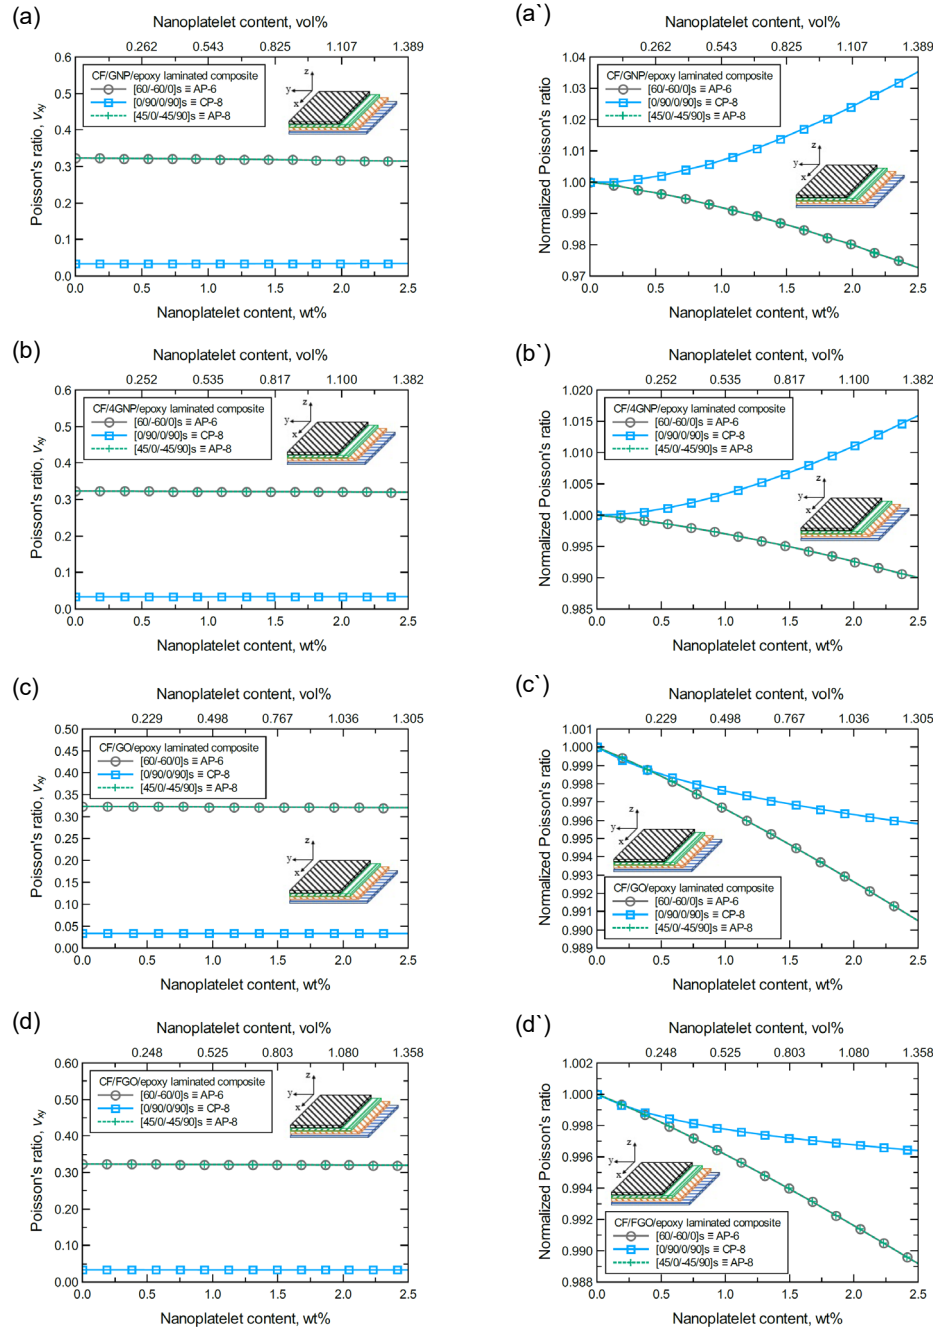 (a)
Nanoplatelet content, vol%
0.262 0.543 0.825 1.107 1.389
Poisson's ratio, νxy
0.6
0.5
0.4
0.3
0.2
0.1
0.0
CF/GNP/epoxy laminated composite
[60/-60/0]s ≡ AP-6
[0/90/0/90]s ≡ CP-8
[45/0/-45/90]s ≡ AP-8
z
y
x
0.0 0.5 1.0 1.5 2.0 2.5
Nanoplatelet content, wt%
(a`)
Nanoplatelet content, vol%
0.262 0.543 0.825 1.107 1.389
Normalized Poisson's ratio
1.04
1.03
1.02
1.01
1.00
0.99
0.98
0.97
CF/GNP/epoxy laminated composite
[60/-60/0]s ≡ AP-6
[0/90/0/90]s ≡ CP-8
[45/0/-45/90]s ≡ AP-8
z
y
x
0.0 0.5 1.0 1.5 2.0 2.5
Nanoplatelet content, wt%
(b)
Nanoplatelet content, vol%
0.252 0.535 0.817 1.100 1.382
Poisson's ratio, νxy
0.6
0.5
0.4
0.3
0.2
0.1
0.0
CF/4GNP/epoxy laminated composite
[60/-60/0]s ≡ AP-6
[0/90/0/90]s ≡ CP-8
[45/0/-45/90]s ≡ AP-8
z
y
x
0.0 0.5 1.0 1.5 2.0 2.5
Nanoplatelet content, wt%
(b`)
Nanoplatelet content, vol%
0.252 0.535 0.817 1.100 1.382
Normalized Poisson's ratio
1.020
1.015
1.010
1.005
1.000
0.995
0.990
0.985
CF/4GNP/epoxy laminated composite
[60/-60/0]s ≡ AP-6
[0/90/0/90]s ≡ CP-8
[45/0/-45/90]s ≡ AP-8
z
y
x
0.0 0.5 1.0 1.5 2.0 2.5
Nanoplatelet content, wt%
(c)
Nanoplatelet content, vol%
0.229 0.498 0.767 1.036 1.305
Poisson's ratio, νxy
0.50
0.45
0.40
0.35
0.30
0.25
0.20
0.15
0.10
0.05
0.00
CF/GO/epoxy laminated composite
[60/-60/0]s ≡ AP-6
[0/90/0/90]s ≡ CP-8
[45/0/-45/90]s ≡ AP-8
z
y
x
0.0 0.5 1.0 1.5 2.0 2.5
Nanoplatelet content, wt%
(c`)
Nanoplatelet content, vol%
0.229 0.498 0.767 1.036 1.305
Normalized Poisson's ratio
1.001
1.000
0.999
0.997
0.996
0.994
0.993
0.991
0.990
0.989
z
y
x
CF/GO/epoxy laminated composite
[60/-60/0]s ≡ AP-6
[0/90/0/90]s ≡ CP-8
[45/0/-45/90]s ≡ AP-8
0.0 0.5 1.0 1.5 2.0 2.5
Nanoplatelet content, wt%
(d)
Nanoplatelet content, vol%
0.248 0.525 0.803 1.080 1.358
Poisson's ratio, νxy
0.60
0.50
0.40
0.30
0.20
0.10
0.00
CF/FGO/epoxy laminated composite
[60/-60/0]s ≡ AP-6
[0/90/0/90]s ≡ CP-8
[45/0/-45/90]s ≡ AP-8
z
y
x
0.0 0.5 1.0 1.5 2.0 2.5
Nanoplatelet content, wt%
(d`)
Nanoplatelet content, vol%
0.248 0.525 0.803 1.080 1.358
Normalized Poisson's ratio
1.002
1.000
0.998
0.996
0.994
0.992
0.990
0.988
z
y
x
CF/FGO/epoxy laminated composite
[60/-60/0]s ≡ AP-6
[0/90/0/90]s ≡ CP-8
[45/0/-45/90]s ≡ AP-8
0.0 0.5 1.0 1.5 2.0 2.5
Nanoplatelet content, wt%